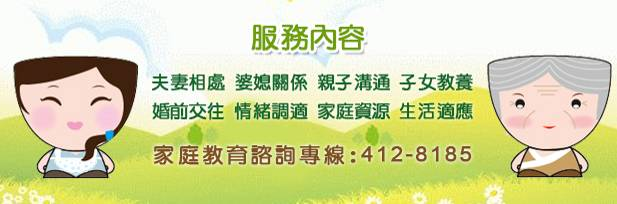 服務內容
夫妻相處 婆媳關係 親子溝通 子女教養
婚前交往 情緒調適 家庭資源 生活適應
家庭教育諮詢專線:412-8185